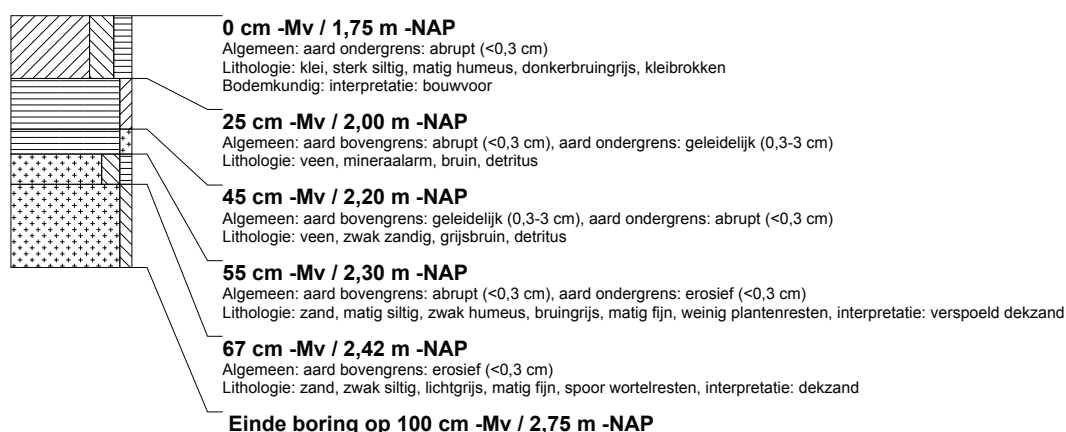 0 cm -Mv / 1,75 m -NAP
Algemeen: aard ondergrens: abrupt (<0,3 cm)
Lithologie: klei, sterk siltig, matig humeus, donkerbruingrijs, kleibrokken
Bodemkundig: interpretatie: bouwvoor
25 cm -Mv / 2,00 m -NAP
Algemeen: aard bovengrens: abrupt (<0,3 cm), aard ondergrens: geleidelijk (0,3-3 cm)
Lithologie: veen, mineraalarm, bruin, detritus
45 cm -Mv / 2,20 m -NAP
Algemeen: aard bovengrens: geleidelijk (0,3-3 cm), aard ondergrens: abrupt (<0,3 cm)
Lithologie: veen, zwak zandig, grijsbruin, detritus
55 cm -Mv / 2,30 m -NAP
Algemeen: aard bovengrens: abrupt (<0,3 cm), aard ondergrens: erosief (<0,3 cm)
Lithologie: zand, matig siltig, zwak humeus, bruingrijs, matig fijn, weinig plantenresten, interpretatie: verspoeld dekzand
67 cm -Mv / 2,42 m -NAP
Algemeen: aard bovengrens: erosief (<0,3 cm)
Lithologie: zand, zwak siltig, lichtgrijs, matig fijn, spoor wortelresten, interpretatie: dekzand
Einde boring op 100 cm -Mv / 2,75 m -NAP